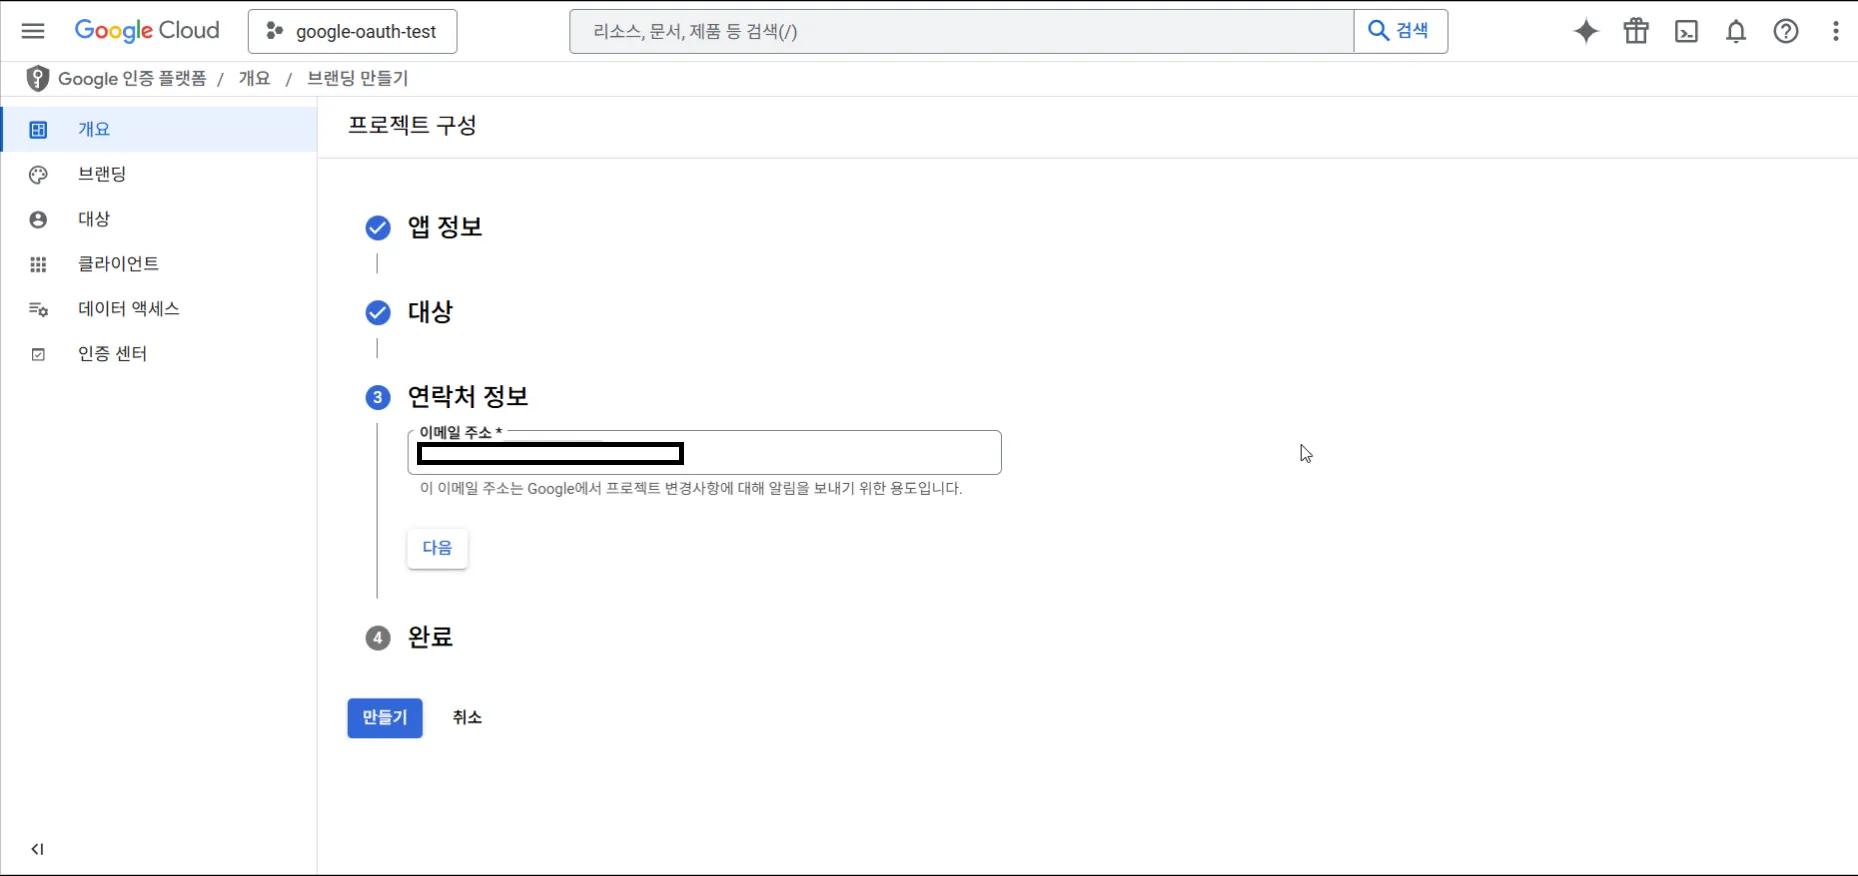 Google Cloud
google-oauth-test
리소스, 문서, 제품 등 검색(/)
검색
Google 인증 플랫폼 / 개요 / 브랜딩 만들기
개요
브랜딩
대상
클라이언트
데이터 액세스
인증 센터
프로젝트 구성
앱 정보
대상
3 연락처 정보
이메일 주소 *
이 이메일 주소는 Google에서 프로젝트 변경사항에 대해 알림을 보내기 위한 용도입니다.
다음
4 완료
만들기 취소